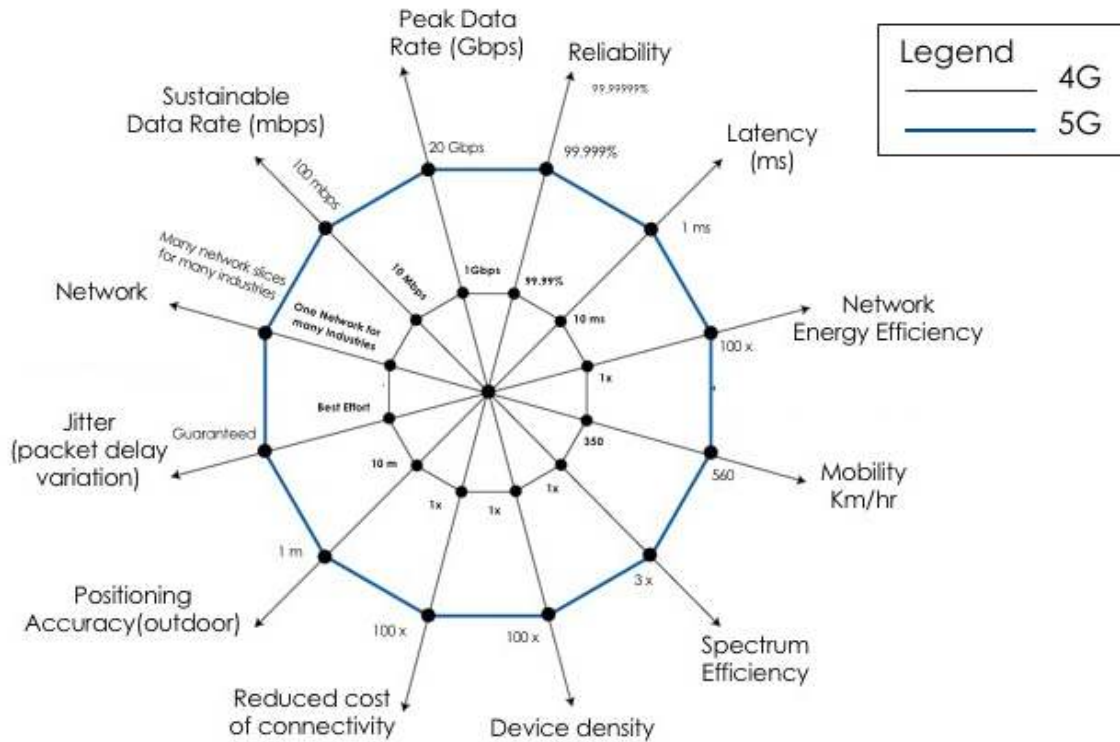 Peak Data
Rate (Gbps)
Reliability
99.99999%
Legend
4G
5G
Sustainable
Data Rate (mbps)
Latency
(ms)
20 Gbps
99.999%
100 mbps
1 ms
Many network slices
for many industries
10 Mbps
1Gbps
99.99%
10 ms
Network
One Network for
many Industries
Network
Energy Efficiency
100 x
1x
Best Effort
350
Jitter
(packet delay
variation)
Guaranteed
10 m
1x
1x
1x
560
Mobility
Km/hr
1 m
3 x
Positioning
Accuracy(outdoor)
100 x
100 x
Spectrum
Efficiency
Reduced cost
of connectivity
Device density